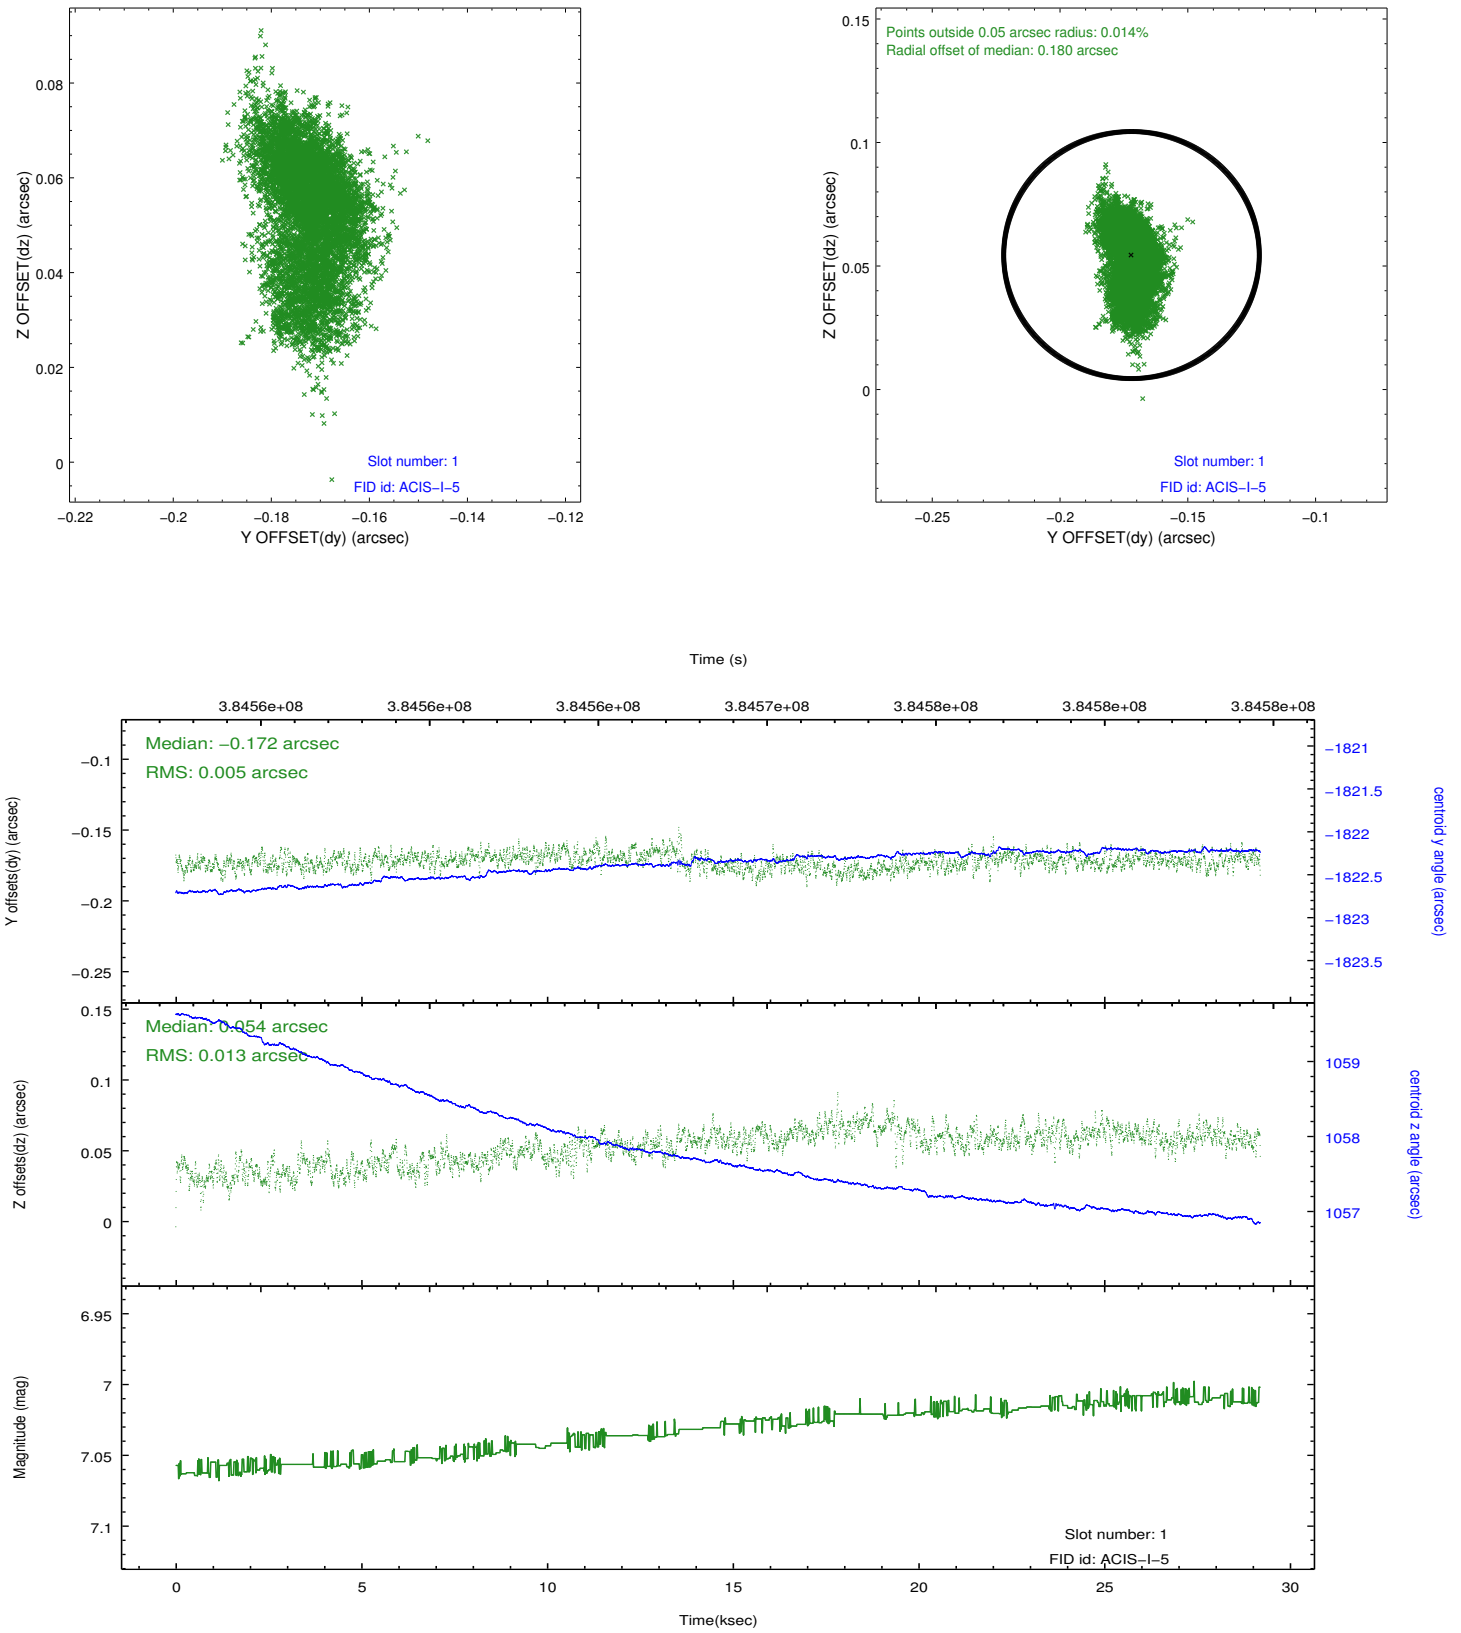 0.08
0.06
0.04
0.02
0
Z OFFSET(dz) (arcsec)
Slot number: 1
FID id: ACIS−I−5
−0.22
−0.2
−0.18
−0.16
−0.14
−0.12
Y OFFSET(dy) (arcsec)
0.15
0.1
0.05
0
Z OFFSET(dz) (arcsec)
Points outside 0.05 arcsec radius: 0.014%
Radial offset of median: 0.180 arcsec
Slot number: 1
FID id: ACIS−I−5
−0.25
−0.2
−0.15
−0.1
Y OFFSET(dy) (arcsec)
Time (s)
3.8456e+08
3.8456e+08
3.8456e+08
3.8457e+08
3.8458e+08
3.8458e+08
3.8458e+08
Median: −0.172 arcsec
RMS: 0.005 arcsec
−0.1
−0.15
−0.2
−0.25
Y offsets(dy) (arcsec)
−1821
−1821.5
−1822
−1822.5
−1823
−1823.5
centroid y angle (arcsec)
Median: 0.054 arcsec
RMS: 0.013 arcsec
0.15
0.1
0.05
0
Z offsets(dz) (arcsec)
1059
1058
1057
centroid z angle (arcsec)
6.95
7
7.05
7.1
Magnitude (mag)
Slot number: 1
FID id: ACIS−I−5
0
5
10
15
20
25
30
Time(ksec)